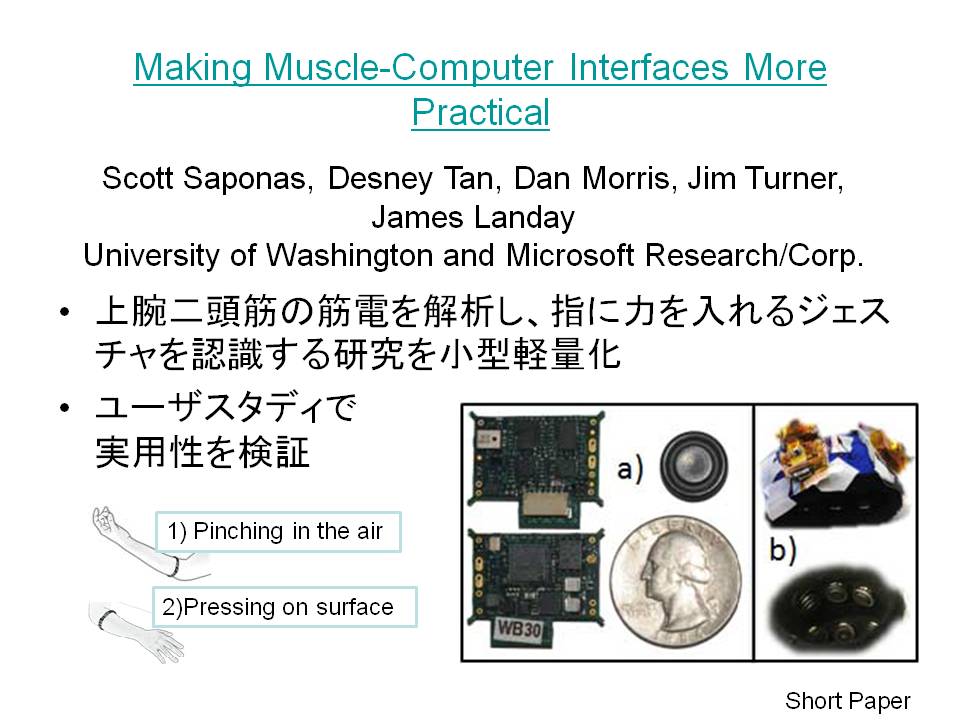 Making Muscle-Computer Interfaces More
Practical
Scott Saponas, Desney Tan, Dan Morris, Jim Turner,
James Landay
University of Washington and Microsoft Research/Corp.
• 上腕二頭筋の筋電を解析し、指に力を入れるジェス
チャを認識する研究を小型軽量化
• ユーザスタディで
実用性を検証
1) Pinching in the air
2)Pressing on surface
a)
WB30
LIBERTY
b)
Short Paper